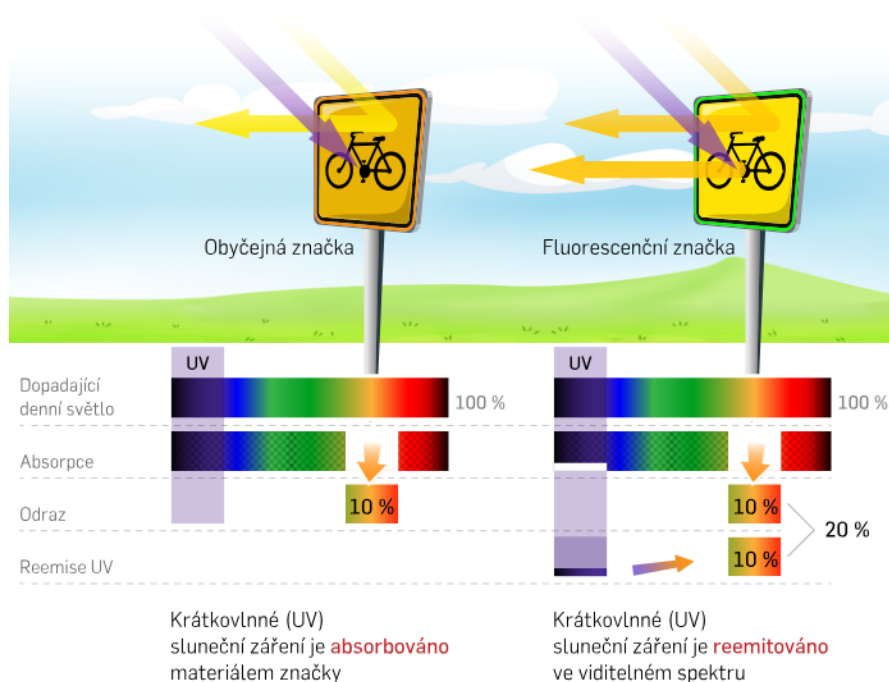 Obyčejná značka
Fluorescenční značka
UV
UV
Dopadající
denní světlo
100 %
100 %
Absorpce
Odraz
10 %
10 %
20 %
Reemise UV
10 %
Krátkovlnné (UV)
sluneční záření je absorbováno
materiálem značky
Krátkovlnné (UV)
sluneční záření je reemitováno
ve viditelném spektru